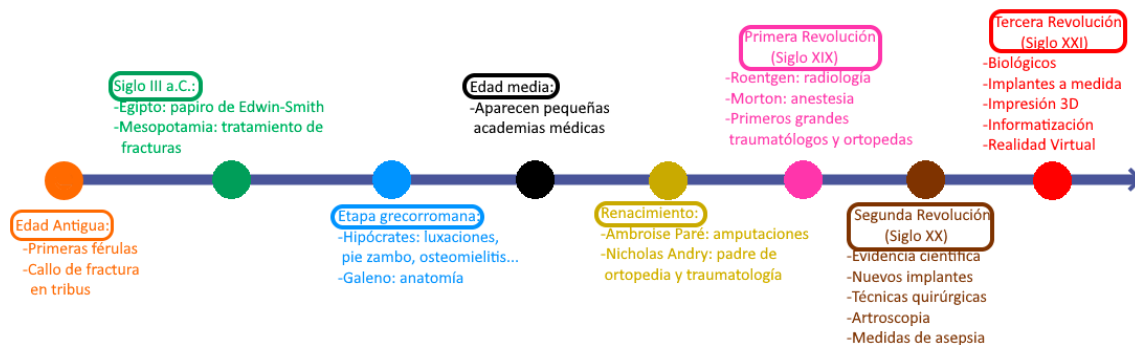 Edad Antigua:
-Primeras férulas
-Callo de fractura
en tribus
Siglo III a.C.:
-Egipto: papiro de Edwin-Smith
-Mesopotamia: tratamiento de
fracturas
Etapa grecorromana:
-Hipócrates: luxaciones,
pie zambo, osteomielitis...
-Galeno: anatomía
Edad media:
-Aparecen pequeñas
academias médicas
Renacimiento:
-Ambroise Paré: amputaciones
-Nicholas Andry: padre de
ortopedia y traumatología
Primera Revolución
(Siglo XIX)
-Roentgen: radiología
-Morton: anestesia
-Primeros grandes
traumatólogos y ortopedas
Segunda Revolución
(Siglo XX)
-Evidencia científica
-Nuevos implantes
-Técnicas quirúrgicas
-Artroscopia
-Medidas de asepsia
Tercera Revolución
(Siglo XXI)
-Biológicos
-Implantes a medida
-Impresión 3D
-Informatización
-Realidad Virtual